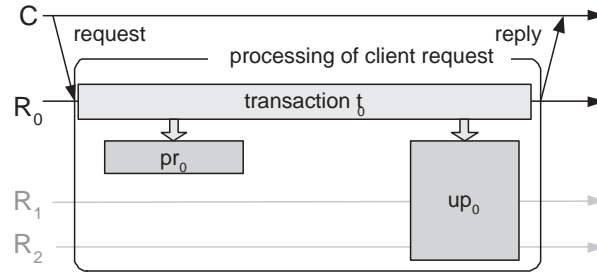 C
request
reply
processing of client request
R₀
transaction t₀
pr₀
R₁
up₀
R₂